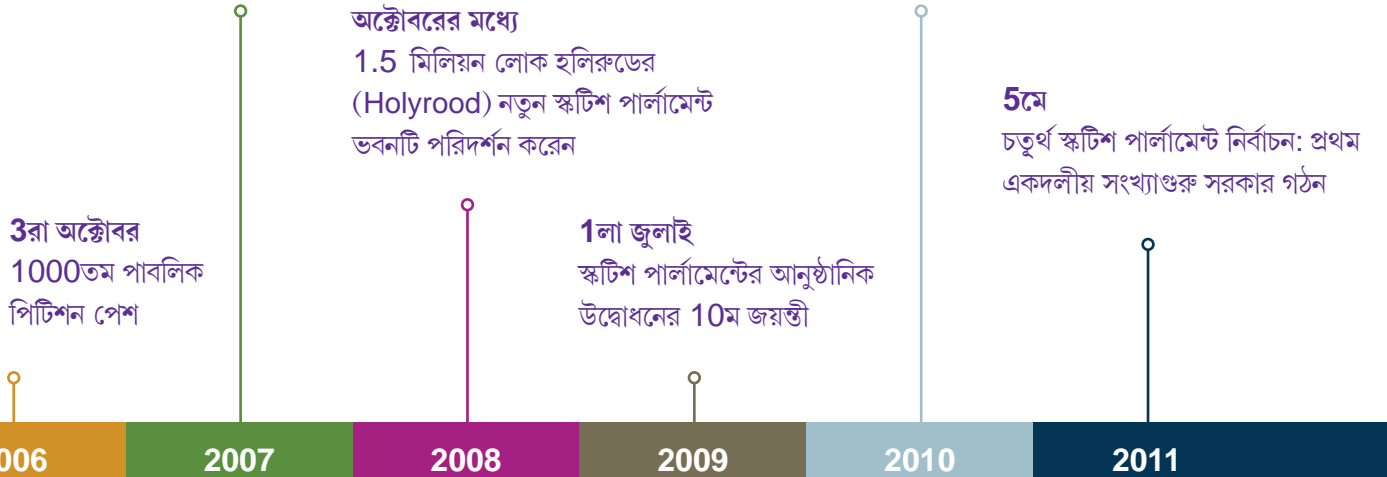 অক্টোবরের মধ্যে
1.5 মিলিয়ন লোক হলিরুডের
(Holyrood) নতুন স্কটিশ পার্লামেন্ট
ভবনটি পরিদর্শন করেন
5মে
চতুর্থ স্কটিশ পার্লামেন্ট নির্বাচন: প্রথম
একদলীয় সংখ্যাগুরু সরকার গঠন
3রা অক্টোবর
1000তম পাবলিক
পিটিশন পেশ
1লা জুলাই
স্কটিশ পার্লামেন্টের আনুষ্ঠানিক
উদ্বোধনের 10ম জয়ন্তী
006
2007
2008
2009
2010
2011